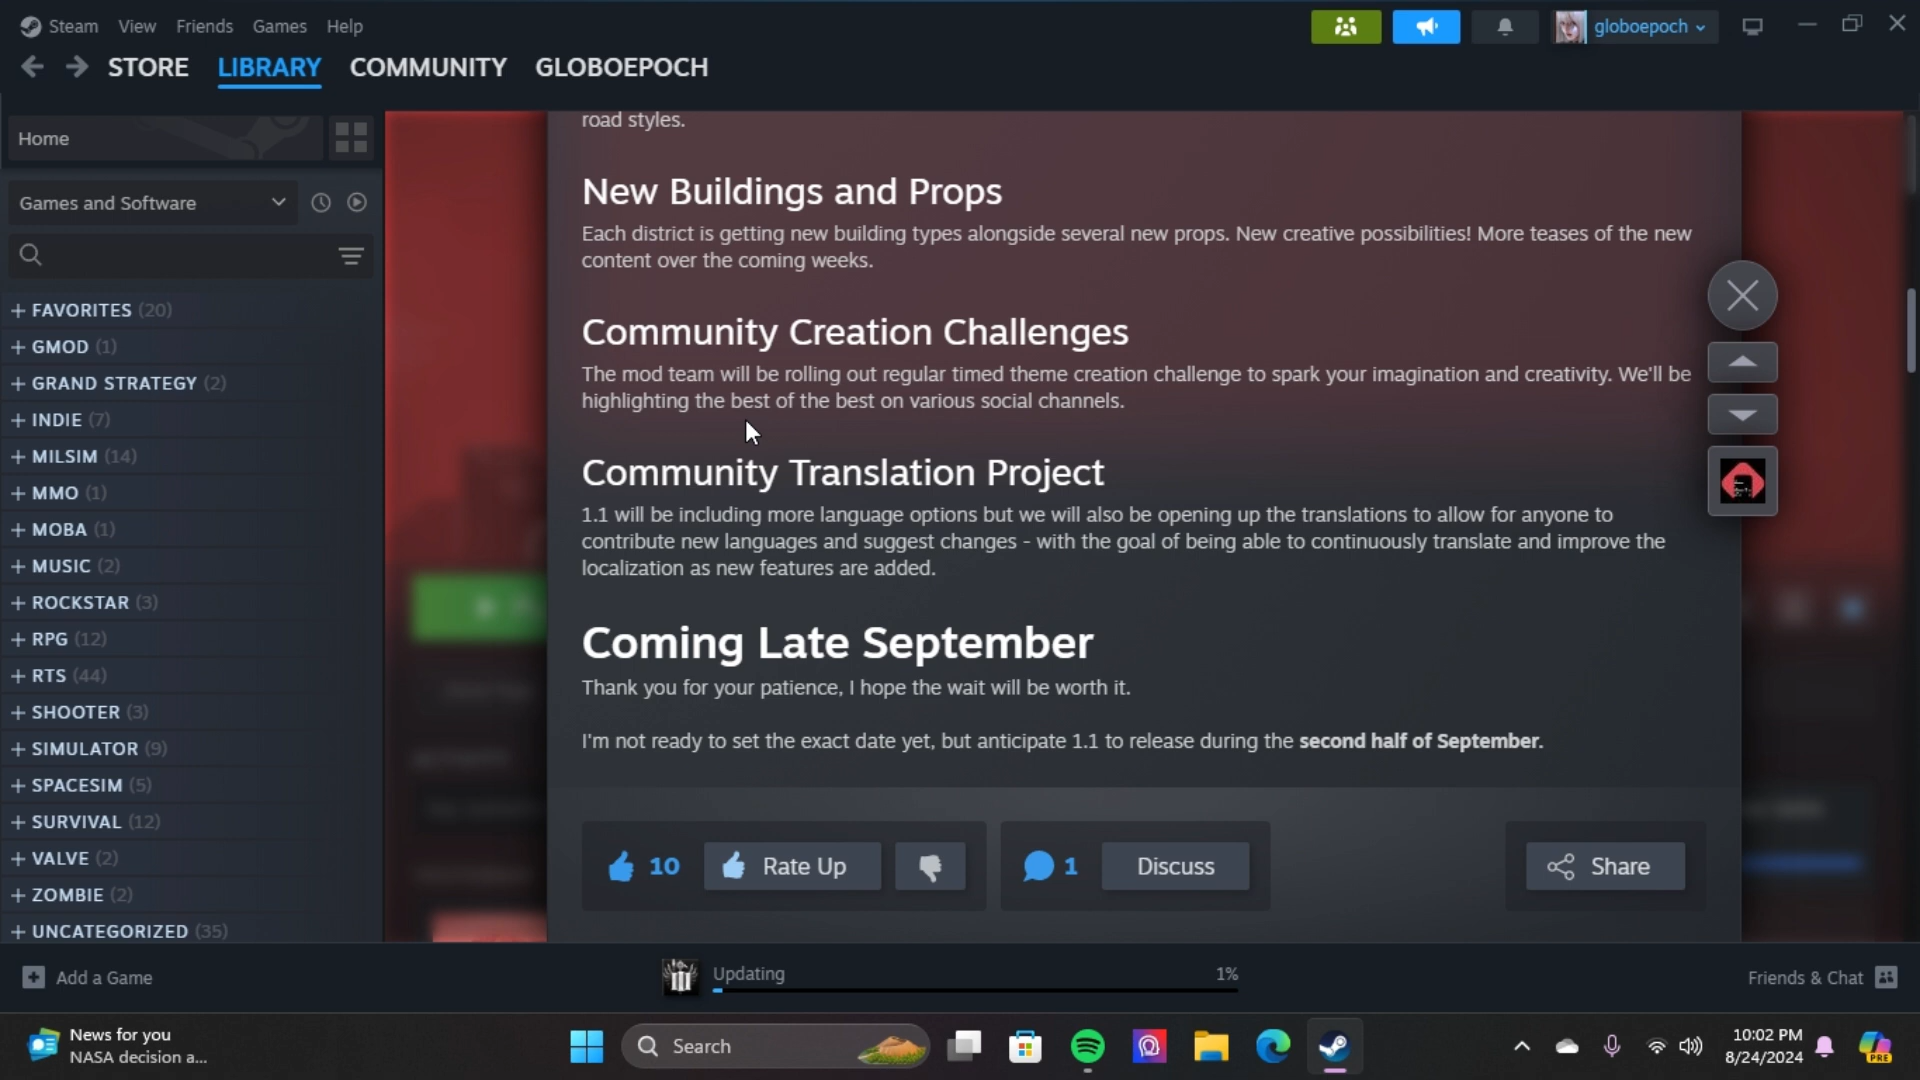 Steam View Friends Games Help globoepoch
STORE LIBRARY COMMUNITY GLOBOEPOCH
Home
Games and Software
+ FAVORITES (20)
+ GMOD (1)
+ GRAND STRATEGY (2)
+ INDIE (7)
+ MILSIM (14)
+ MMO (1)
+ MOBA (1)
+ MUSIC (2)
+ ROCKSTAR (3)
+ RPG (12)
+ RTS (44)
+ SHOOTER (3)
+ SIMULATOR (9)
+ SPACESIM (5)
+ SURVIVAL (12)
+ VALVE (2)
+ ZOMBIE (2)
+ UNCATEGORIZED (35)
road styles.
New Buildings and Props
Each district is getting new building types alongside several new props. New creative possibilities! More teases of the new
content over the coming weeks.
Community Creation Challenges
The mod team will be rolling out regular timed theme creation challenge to spark your imagination and creativity. We'll be
highlighting the best of the best on various social channels.
Community Translation Project
1.1 will be including more language options but we will also be opening up the translations to allow for anyone to
contribute new languages and suggest changes - with the goal of being able to continuously translate and improve the
localization as new features are added.
Coming Late September
Thank you for your patience, I hope the wait will be worth it.
I'm not ready to set the exact date yet, but anticipate 1.1 to release during the second half of September.
10 Rate Up 1 Discuss Share
Add a Game
Updating 1%
Friends & Chat
News for you
NASA decision a...
Search
10:02 PM
8/24/2024
PRE